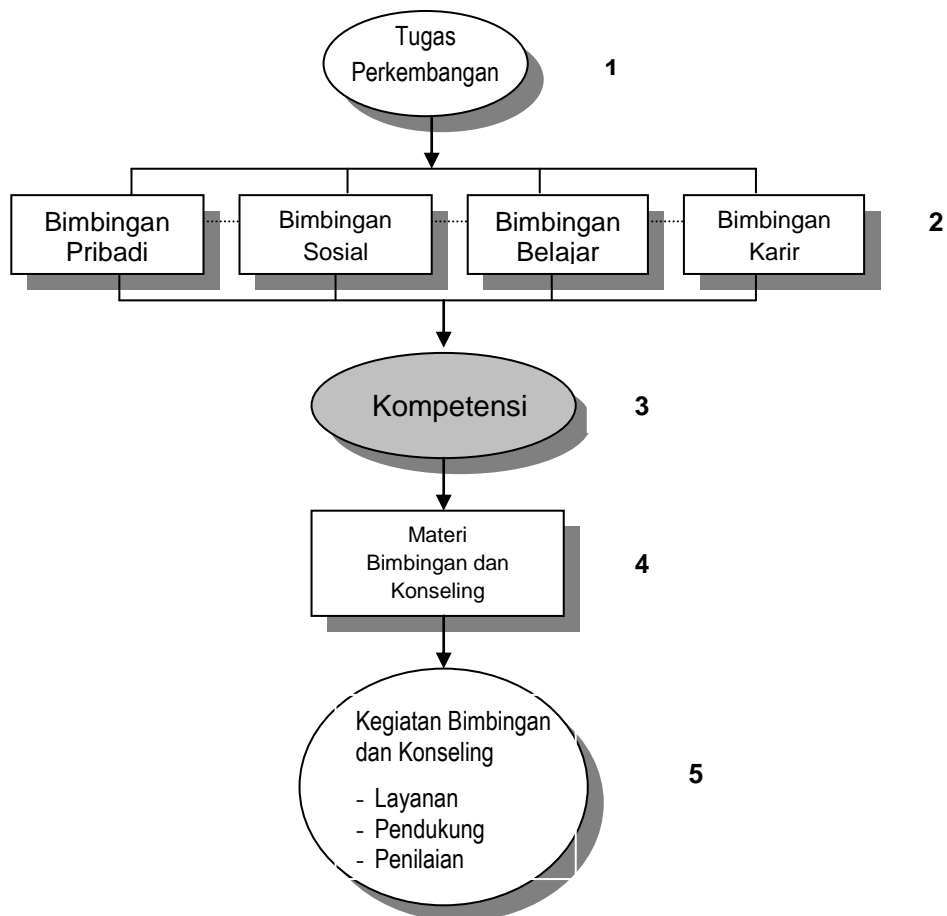 Tugas
Perkembangan
1
Bimbingan
Pribadi
Bimbingan
Sosial
Bimbingan
Belajar
Bimbingan
Karir
2
Kompetensi
3
Materi
Bimbingan dan
Konseling
4
Kegiatan Bimbingan
dan Konseling
- Layanan
- Pendukung
- Penilaian
5